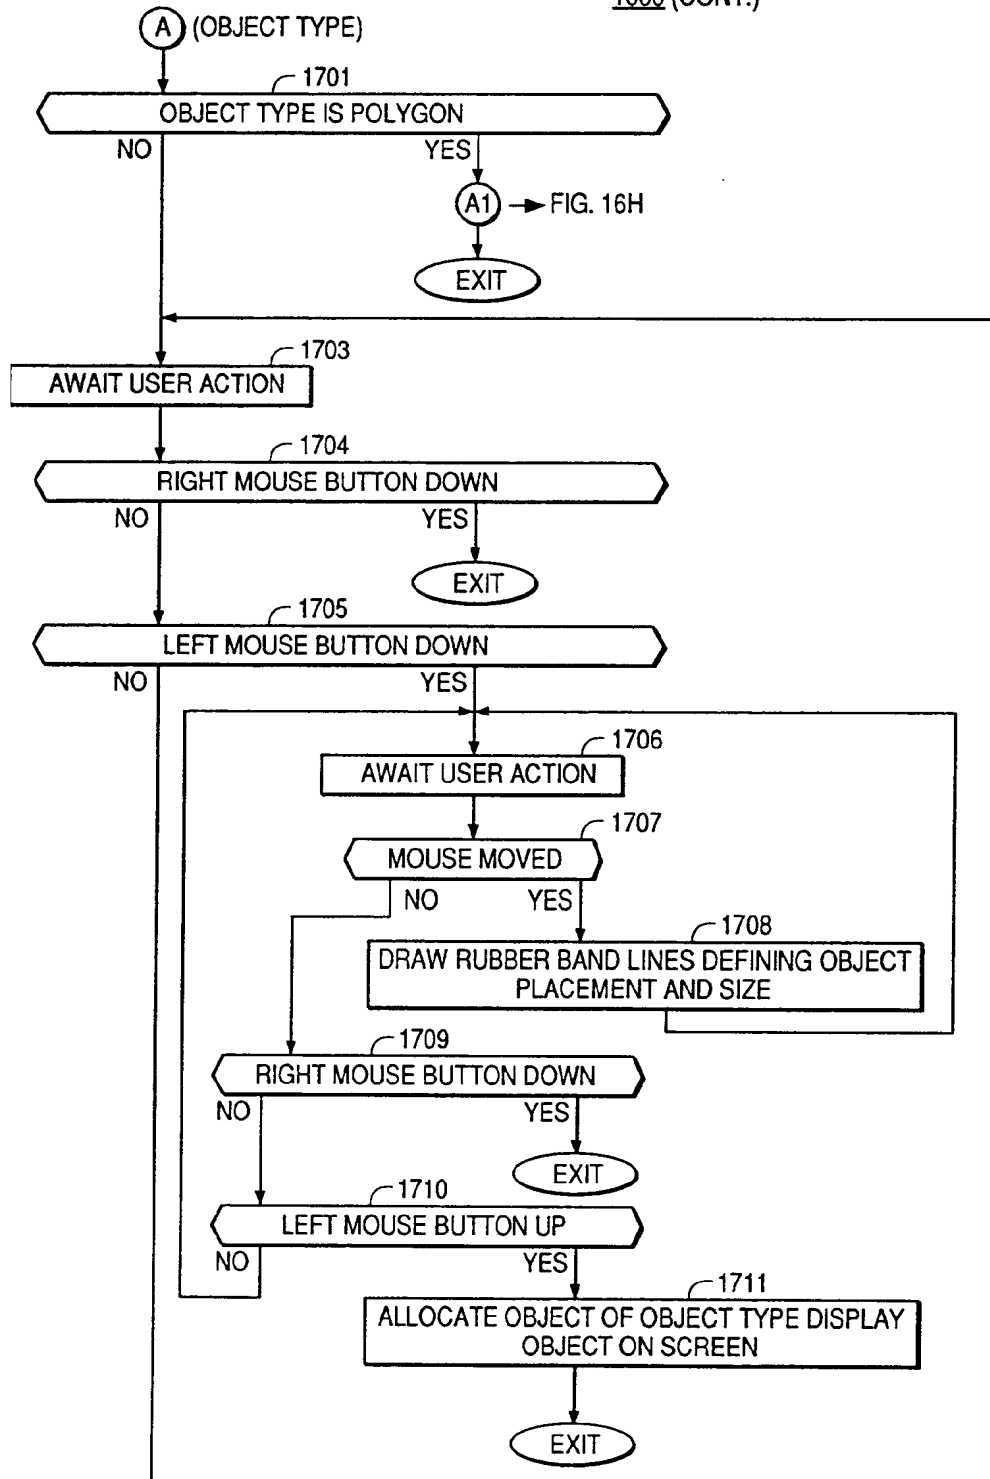 (CONT.)
A (OBJECT TYPE)
1701
OBJECT TYPE IS POLYGON
NO YES
A1 FIG. 16H
EXIT
1703
AWAIT USER ACTION
1704
RIGHT MOUSE BUTTON DOWN
NO YES
EXIT
1705
LEFT MOUSE BUTTON DOWN
NO YES
1706
AWAIT USER ACTION
1707
MOUSE MOVED
NO YES
1708
DRAW RUBBER BAND LINES DEFINING OBJECT
PLACEMENT AND SIZE
1709
RIGHT MOUSE BUTTON DOWN
NO YES
EXIT
1710
LEFT MOUSE BUTTON UP
NO YES
1711
ALLOCATE OBJECT OF OBJECT TYPE DISPLAY
OBJECT ON SCREEN
EXIT